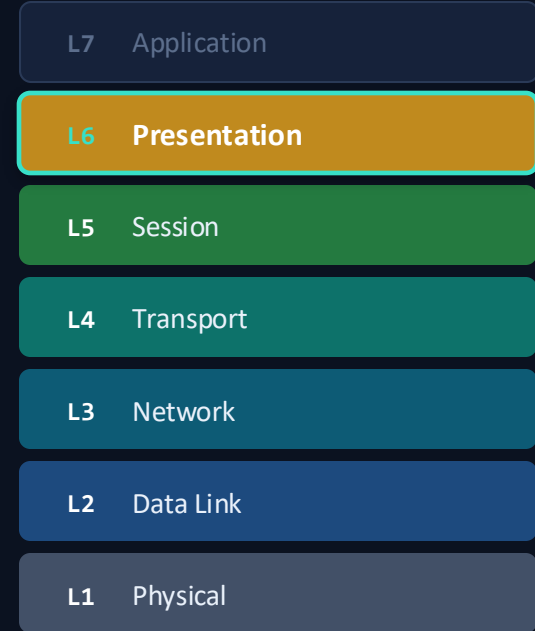 L7 Application
L6 Presentation
L5 Session
L4 Transport
L3 Network
L2 Data Link
L1 Physical